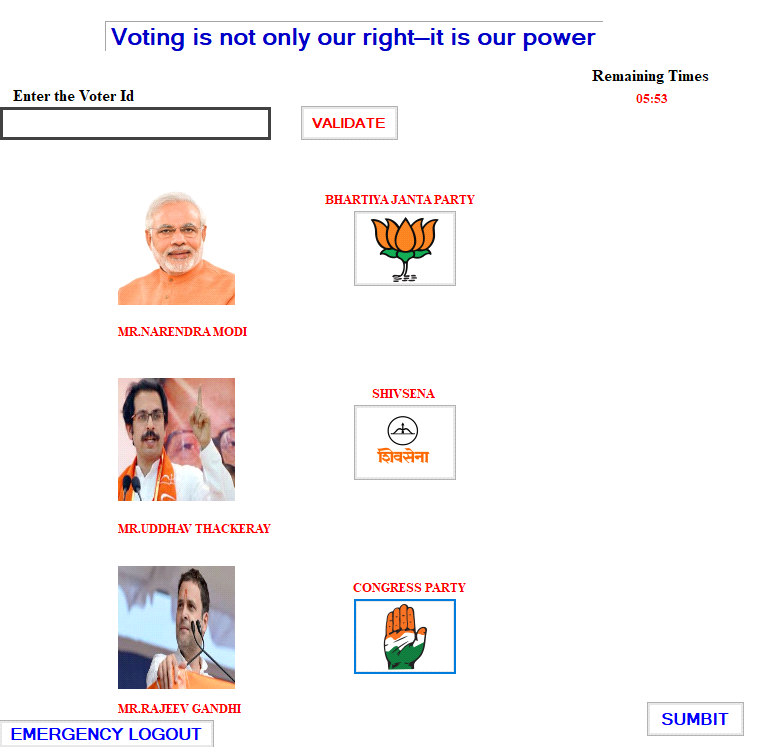 Voting is not only our right–it is our power
Remaining Times
05:53
Enter the Voter Id
VALIDATE
BHARTIYA JANTA PARTY
MR.NARENDRA MODI
SHIVSENA
शिवसेना
MR.UDDHAV THACKERAY
CONGRESS PARTY
MR.RAJEEV GANDHI
SUMBIT
EMERGENCY LOGOUT